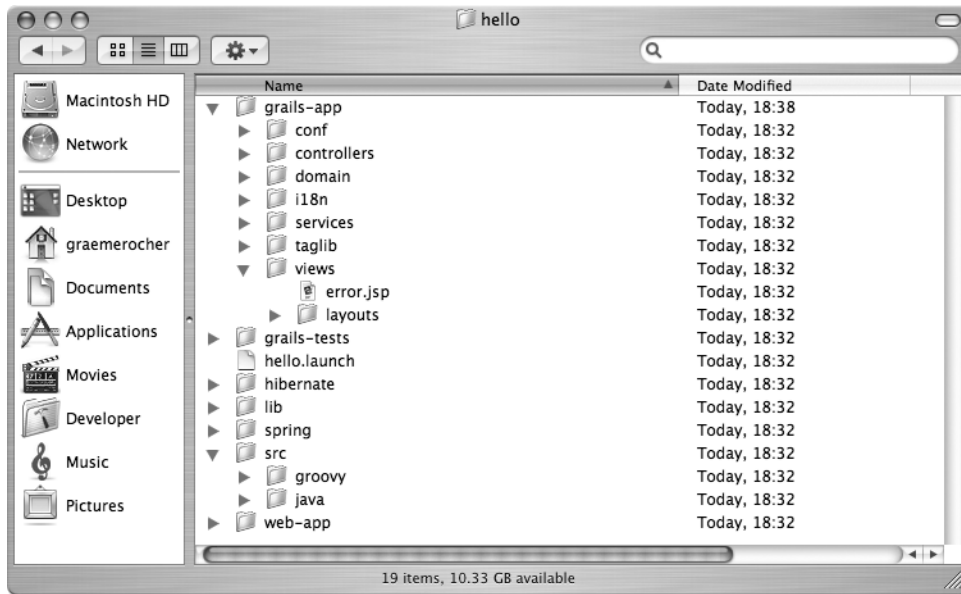 hello
Name Date Modified
Macintosh HD
Network
Desktop
graemerocher
Documents
Applications
Movies
Developer
Music
Pictures
grails-app Today, 18:38
conf Today, 18:32
controllers Today, 18:32
domain Today, 18:32
i18n Today, 18:32
services Today, 18:32
taglib Today, 18:32
views Today, 18:32
error.jsp Today, 18:32
layouts Today, 18:32
grails-tests Today, 18:32
hello.launch Today, 18:32
hibernate Today, 18:32
lib Today, 18:32
spring Today, 18:32
src Today, 18:32
groovy Today, 18:32
java Today, 18:32
web-app Today, 18:32
19 items, 10.33 GB available